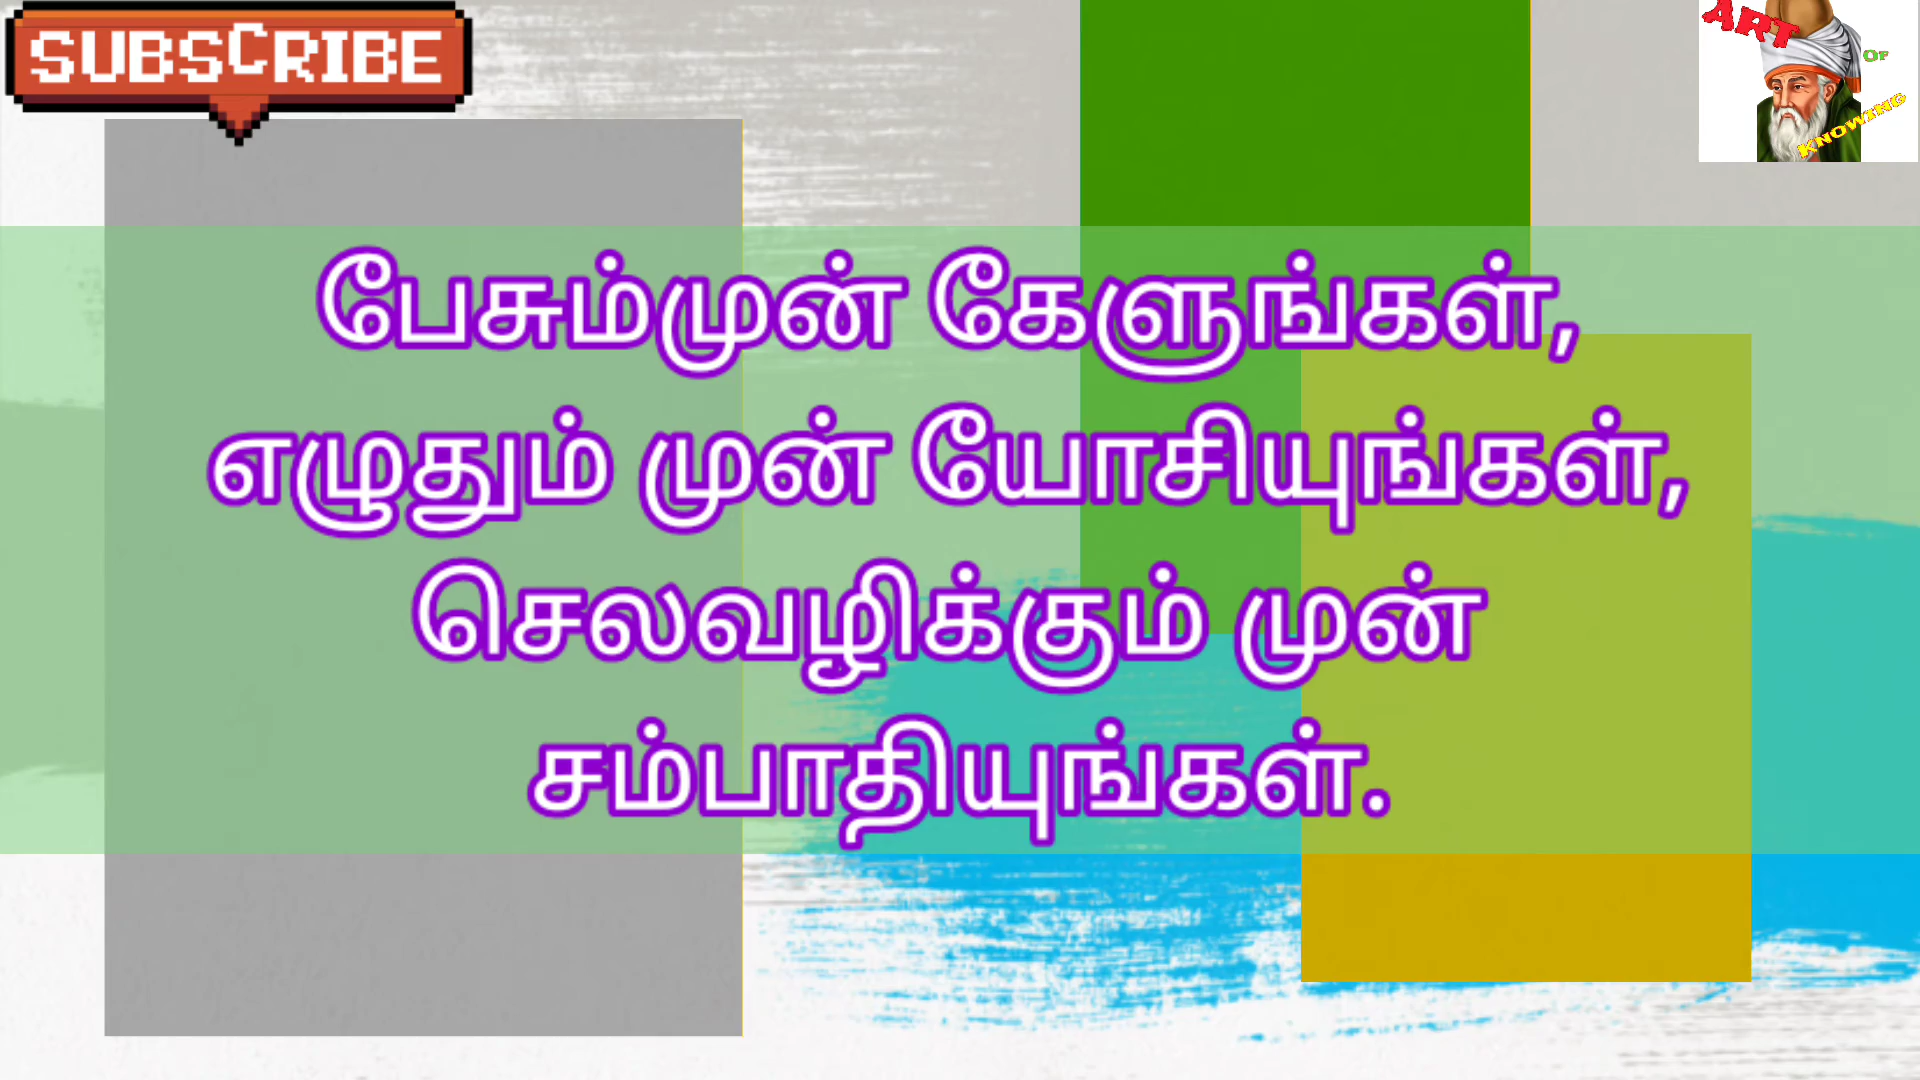 SUBSCRIBE
ART
OF
KNOWING
பேசும்முன் கேளுங்கள்,
எழுதும் முன் யோசியுங்கள்,
செலவழிக்கும் முன்
சம்பாதியுங்கள்.